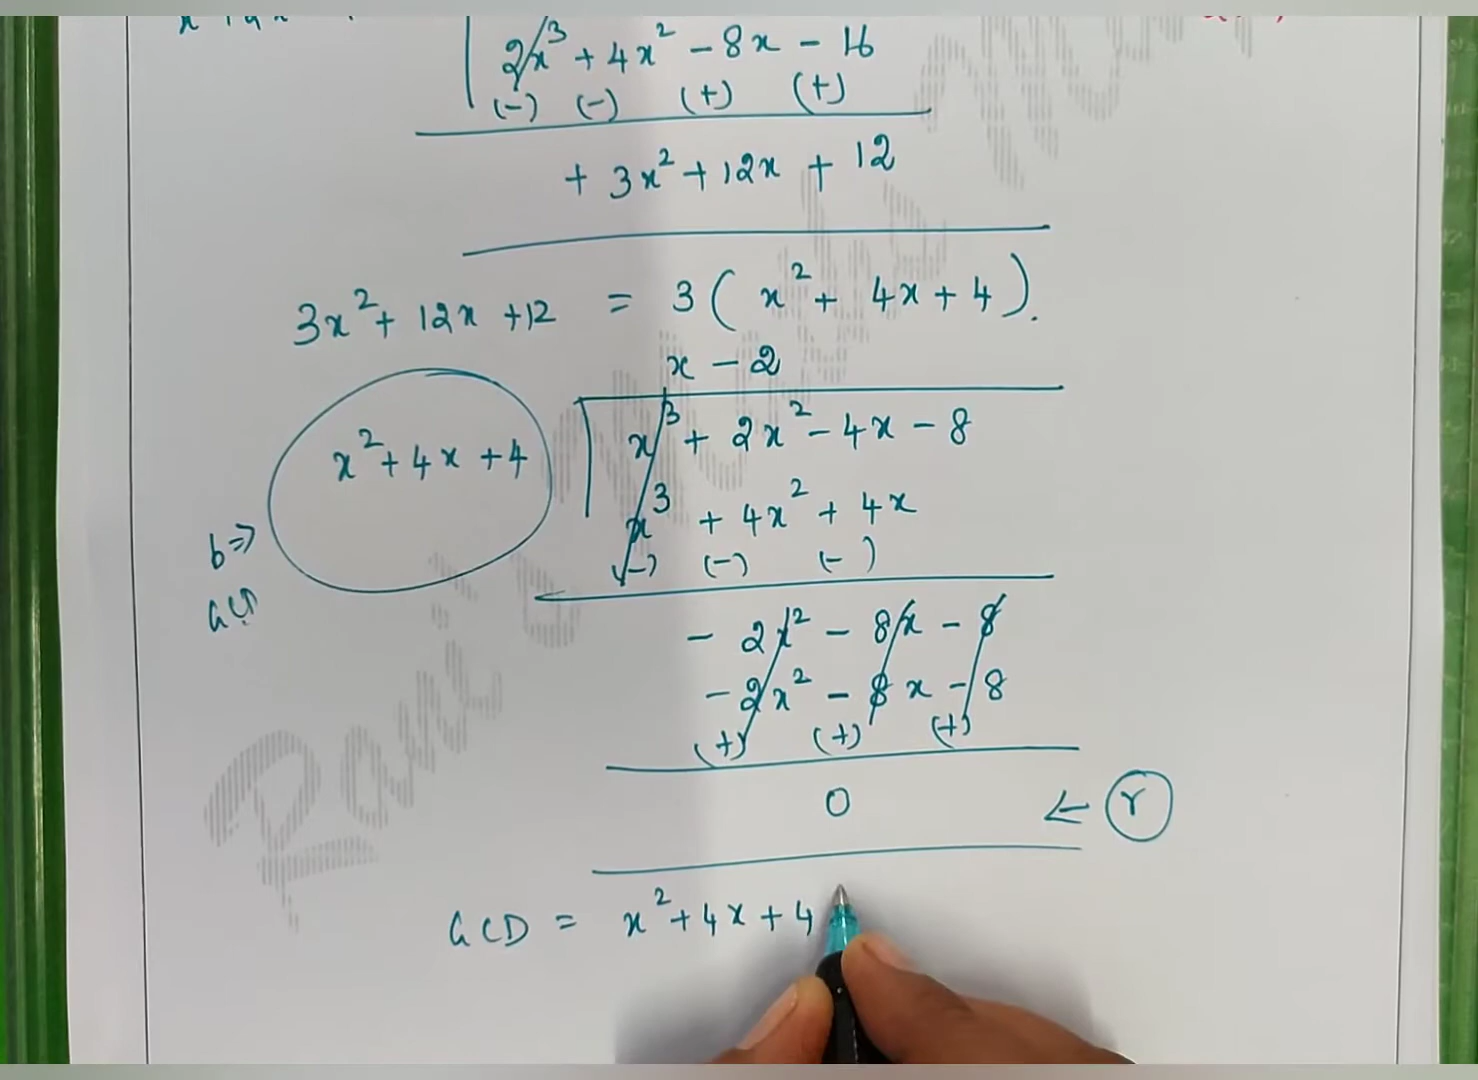 2x³ + 4x² - 8x - 16
(-) (-) (+) (+)
+ 3x² + 12x + 12
3x² + 12x + 12 = 3 ( x² + 4x + 4 ).
x - 2
x² + 4x + 4
x³ + 2x² - 4x - 8
x³ + 4x² + 4x
b =>
(-) (-) (-)
GCD
- 2x² - 8x - 8
- 2x² - 8x - 8
(+) (+) (+)
0 ← r
GCD = x² + 4x + 4